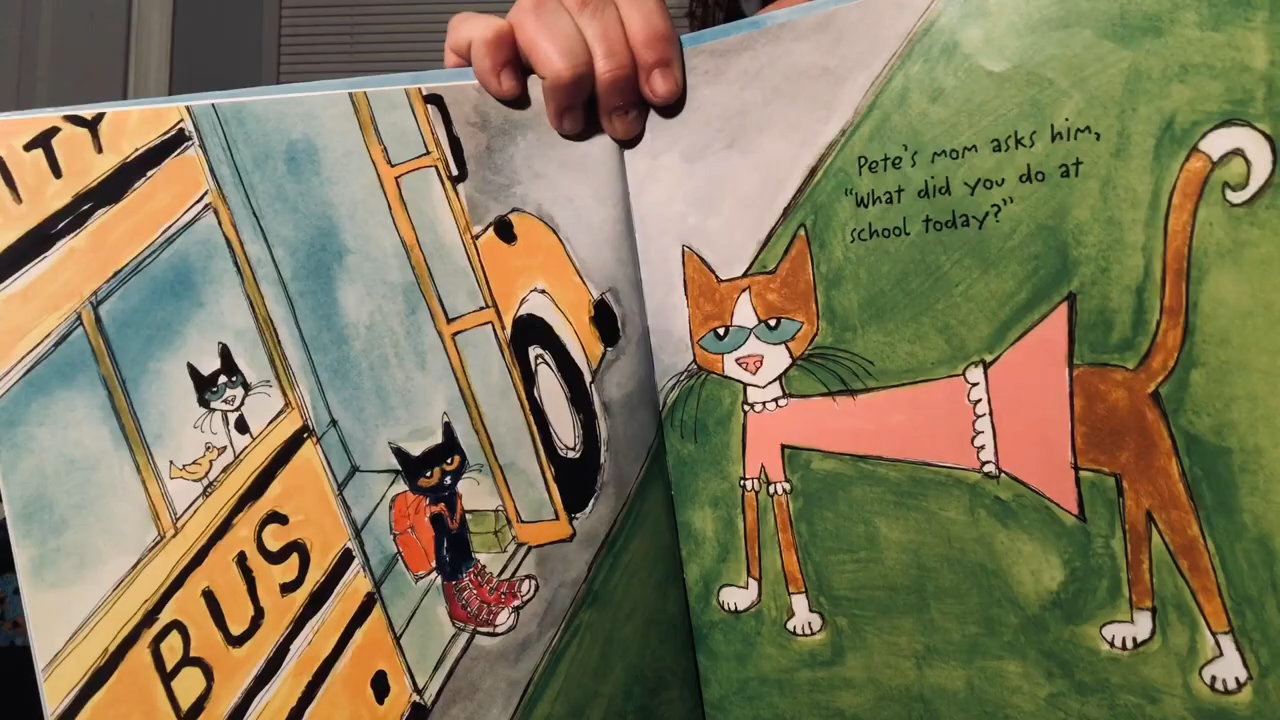 ITY
BUS
Pete's mom asks him,
"What did you do at
school today?"